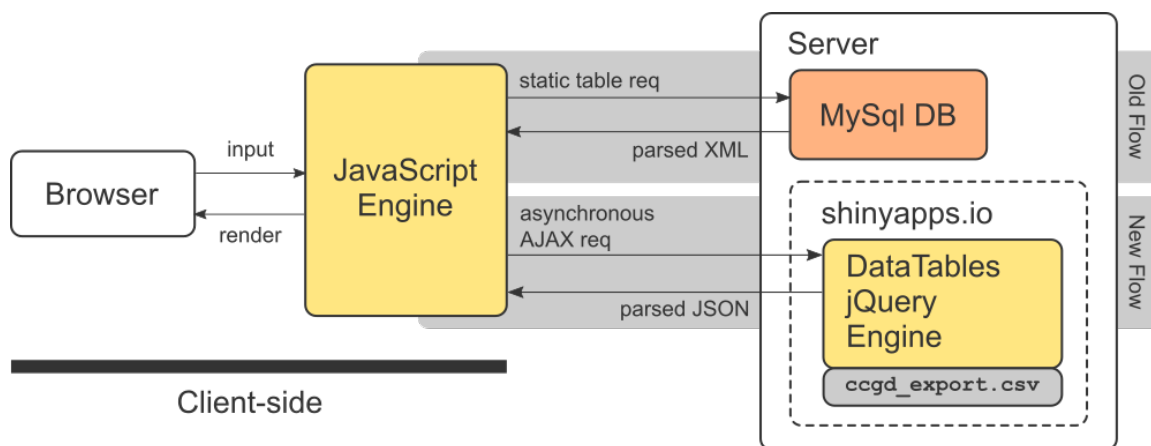 Server
static table req
MySql DB
Old Flow
parsed XML
input
JavaScript
Engine
Browser
render
shinyapps.io
asynchronous
AJAX req
New Flow
DataTables
jQuery
Engine
parsed JSON
ccgd_export.csv
Client-side